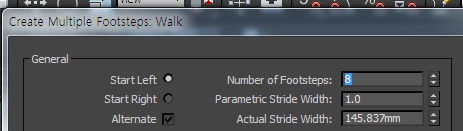 View
Create Multiple Footsteps: Walk
General
Start Left
Number of Footsteps: 8
Start Right
Parametric Stride Width: 1.0
Alternate
Actual Stride Width: 145.837mm